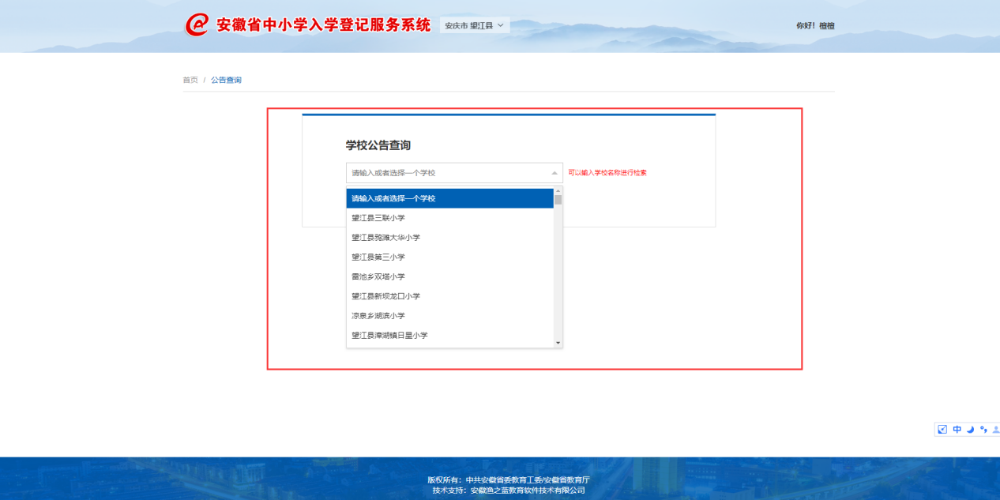 安徽省中小学入学登记服务系统 安庆市 望江县 你好！檀檀
首页 / 公告查询
学校公告查询
请输入或者选择一个学校 可以输入学校名称进行检索
请输入或者选择一个学校
望江县三联小学
望江县鸦滩大华小学
望江县第三小学
雷池乡双塔小学
望江县新坝龙口小学
凉泉乡湖滨小学
望江县漳湖镇日星小学
中
版权所有：中共安徽省委教育工委/安徽省教育厅
技术支持：安徽渔之蓝教育软件技术有限公司